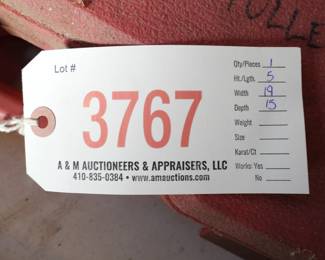 PULLE
Lot #
3767
A & M AUCTIONEERS & APPRAISERS, LLC
410-835-0384 • www.amauctions.com
Qty/Pieces 1
Ht./Lgth. 5
Width 19
Depth 15
Weight
Size
Karat/Ct
Works: Yes
No